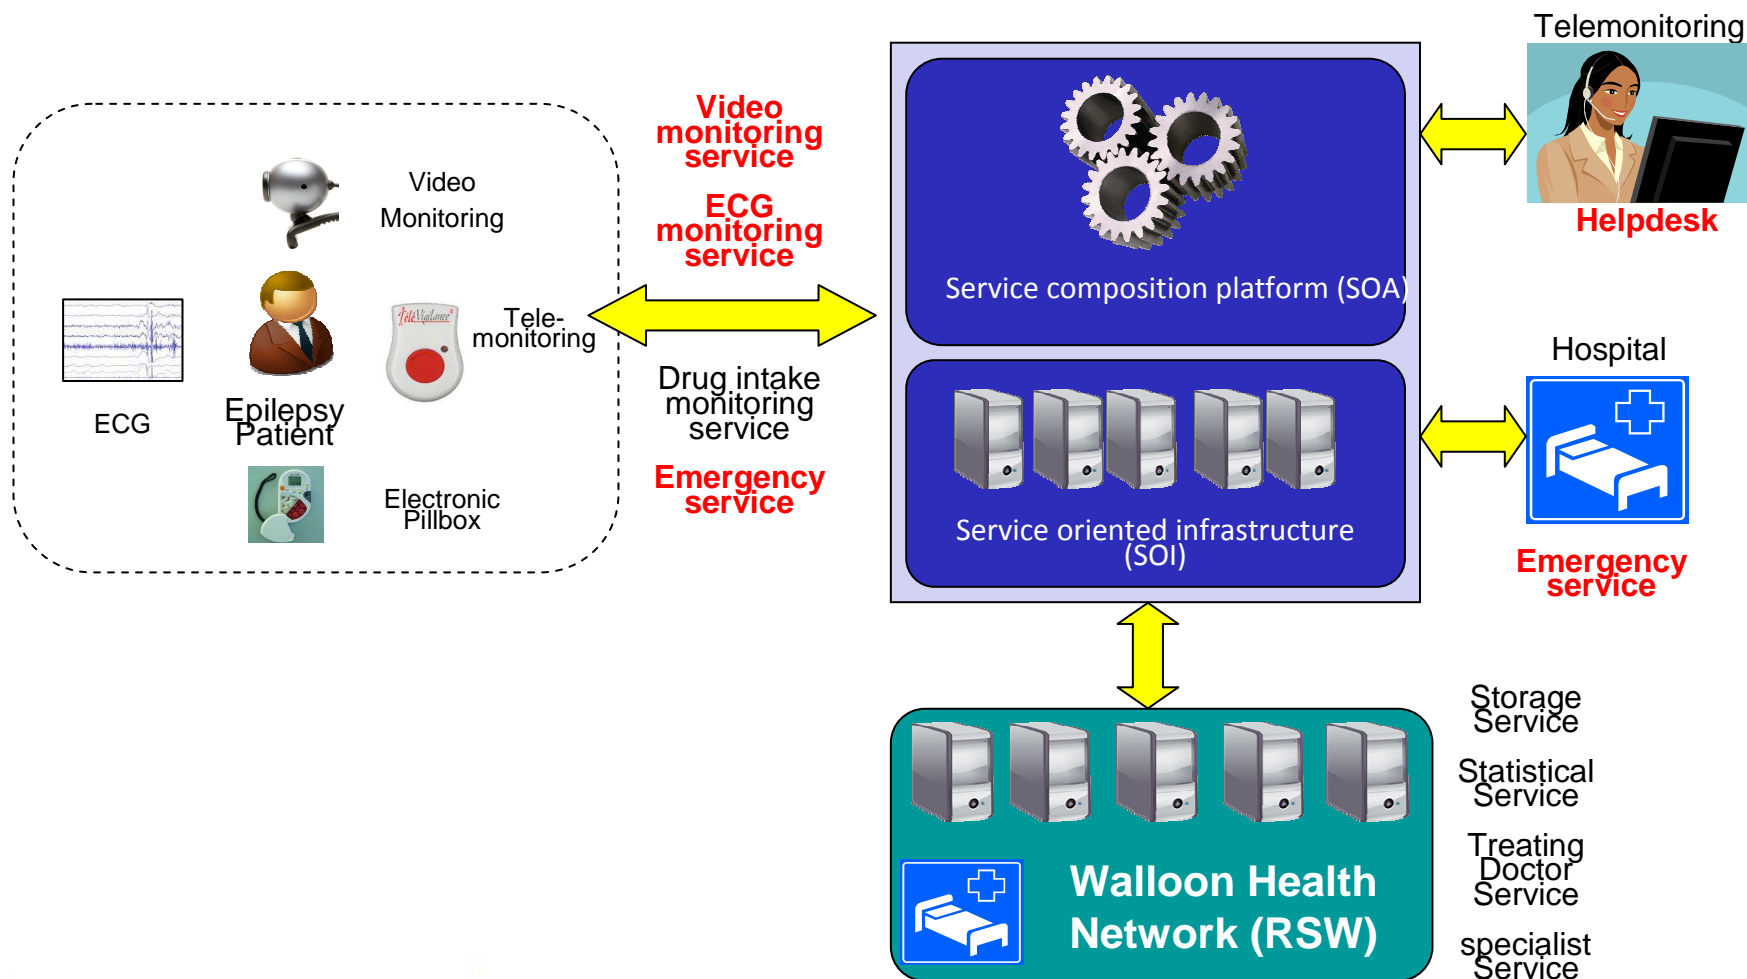 Telemonitoring
Helpdesk
Video
monitoring
service
ECG
monitoring
service
Drug intake
monitoring
service
Emergency
service
Video
Monitoring
TéléVigilance
Tele-
monitoring
ECG
Epilepsy
Patient
Electronic
Pillbox
Service composition platform (SOA)
Service oriented infrastructure
(SOI)
Hospital
Emergency
service
Walloon Health
Network (RSW)
Storage
Service
Statistical
Service
Treating
Doctor
Service
specialist
Service